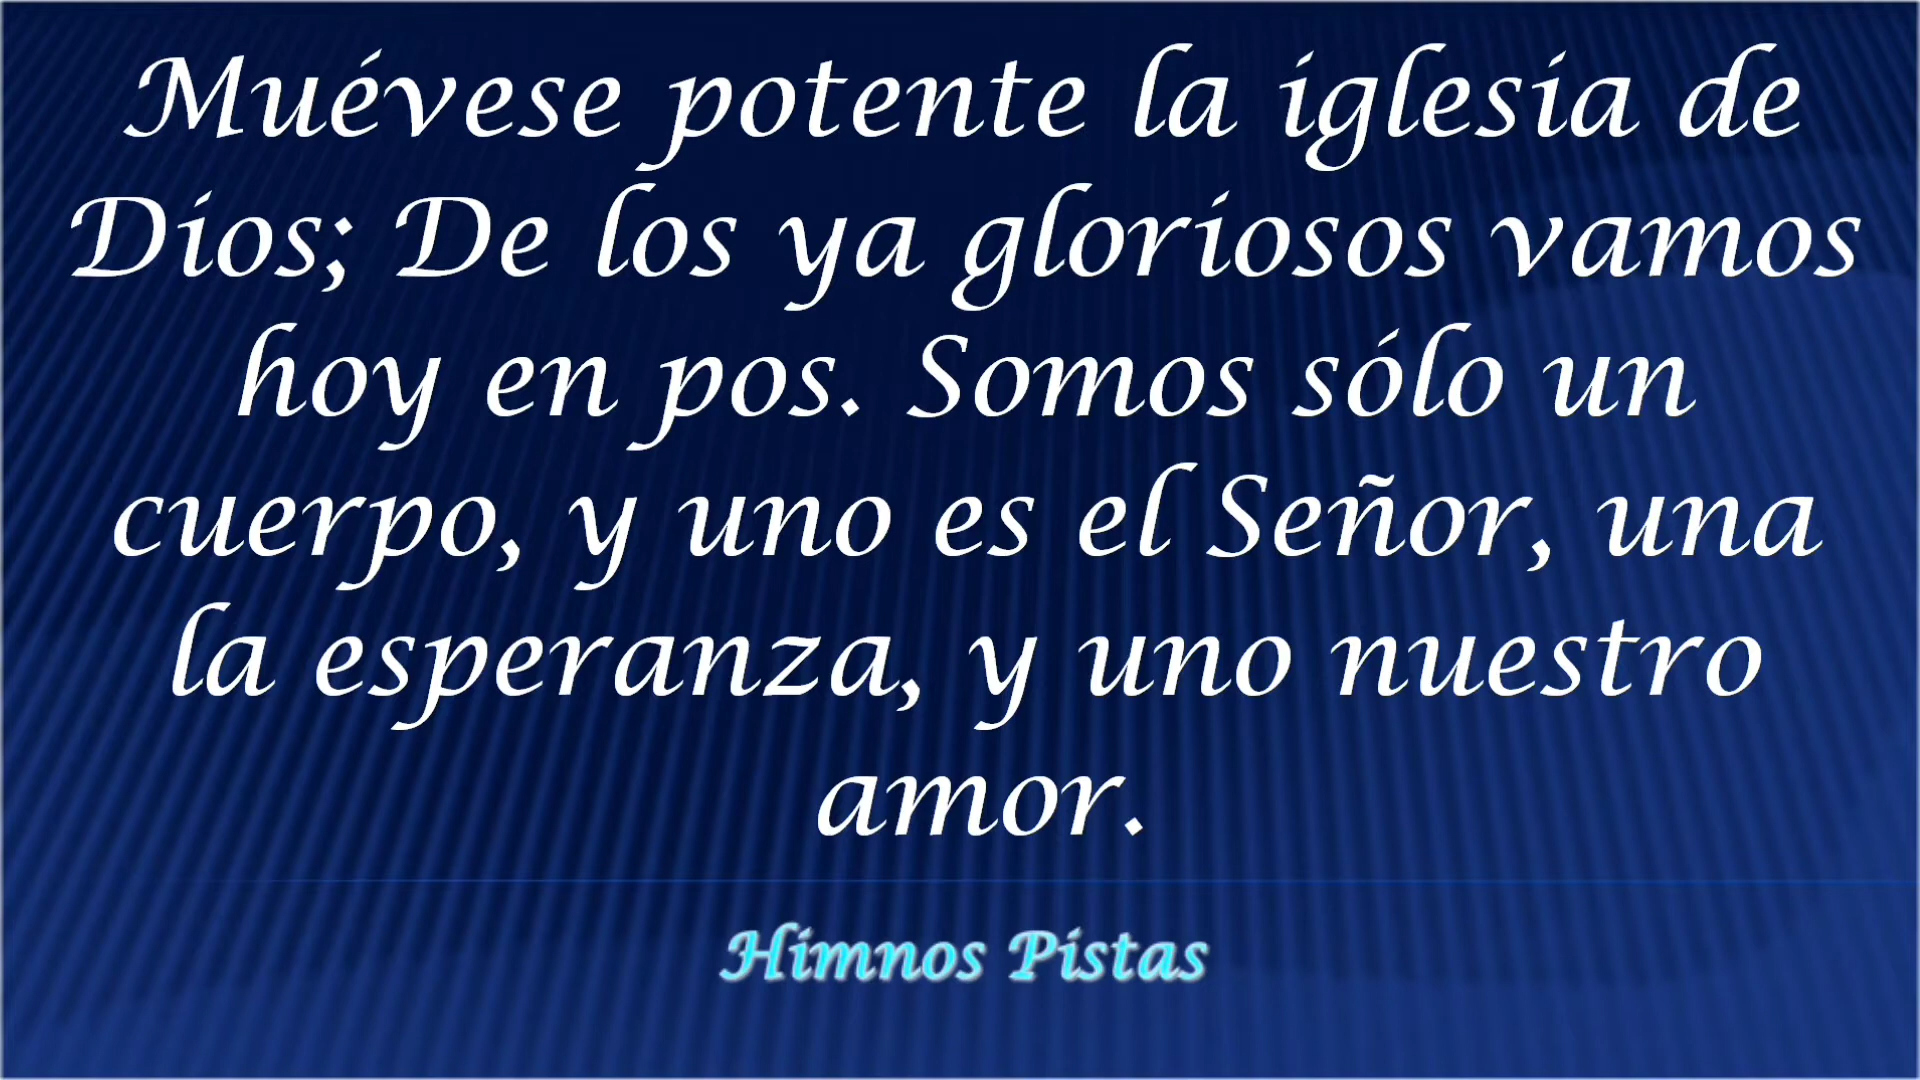 Muévese potente la iglesia de
Dios; De los ya gloriosos vamos
hoy en pos. Somos sólo un
cuerpo, y uno es el Señor, una
la esperanza, y uno nuestro
amor.
Himnos Pistas